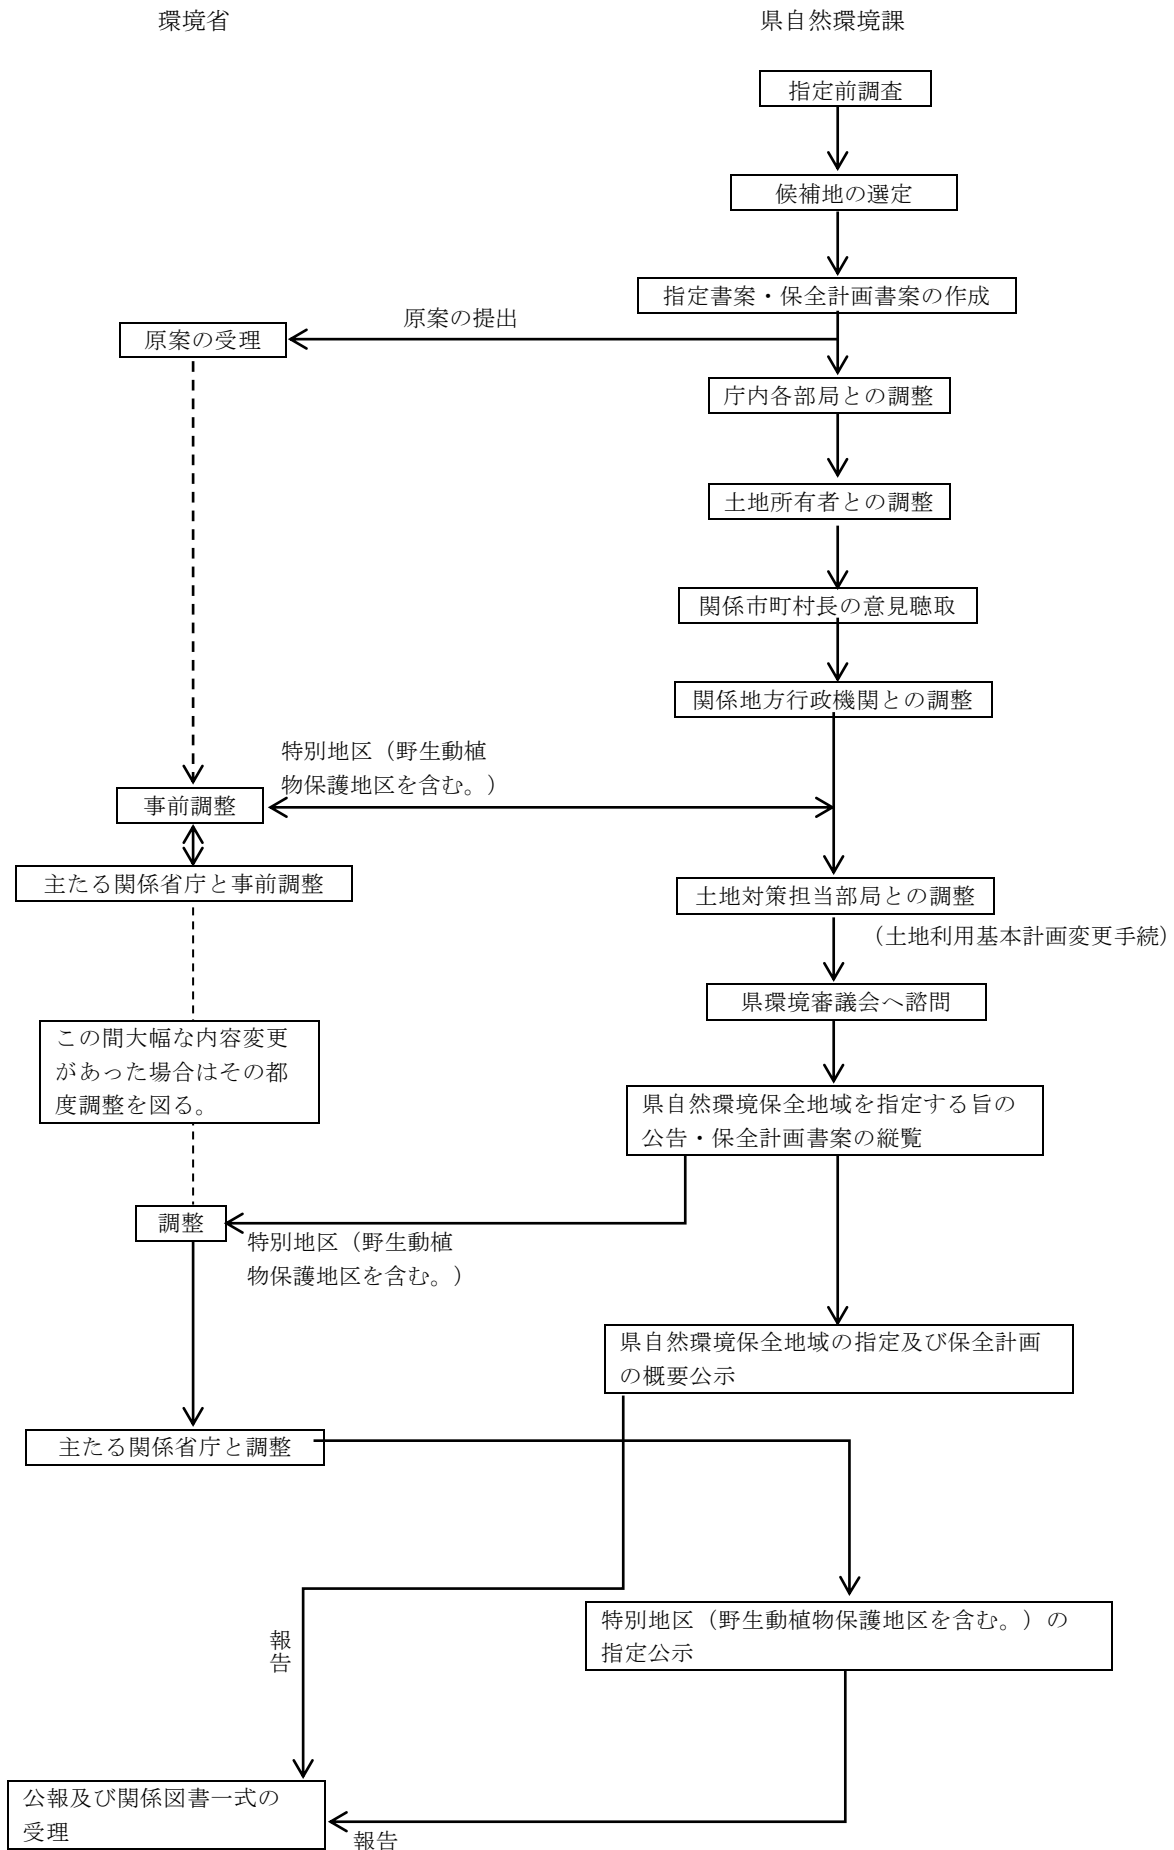 環境省
県自然環境課
指定前調査
候補地の選定
指定書案・保全計画書案の作成
原案の提出
原案の受理
庁内各部局との調整
土地所有者との調整
関係市町村長の意見聴取
関係地方行政機関との調整
特別地区（野生動植
物保護地区を含む。）
事前調整
主たる関係省庁と事前調整
土地対策担当部局との調整
（土地利用基本計画変更手続）
県環境審議会へ諮問
この間大幅な内容変更
があった場合はその都
度調整を図る。
県自然環境保全地域を指定する旨の
公告・保全計画書案の縦覧
調整
特別地区（野生動植
物保護地区を含む。）
県自然環境保全地域の指定及び保全計画
の概要公示
主たる関係省庁と調整
特別地区（野生動植物保護地区を含む。）の
指定公示
報告
公報及び関係図書一式の
受理
報告